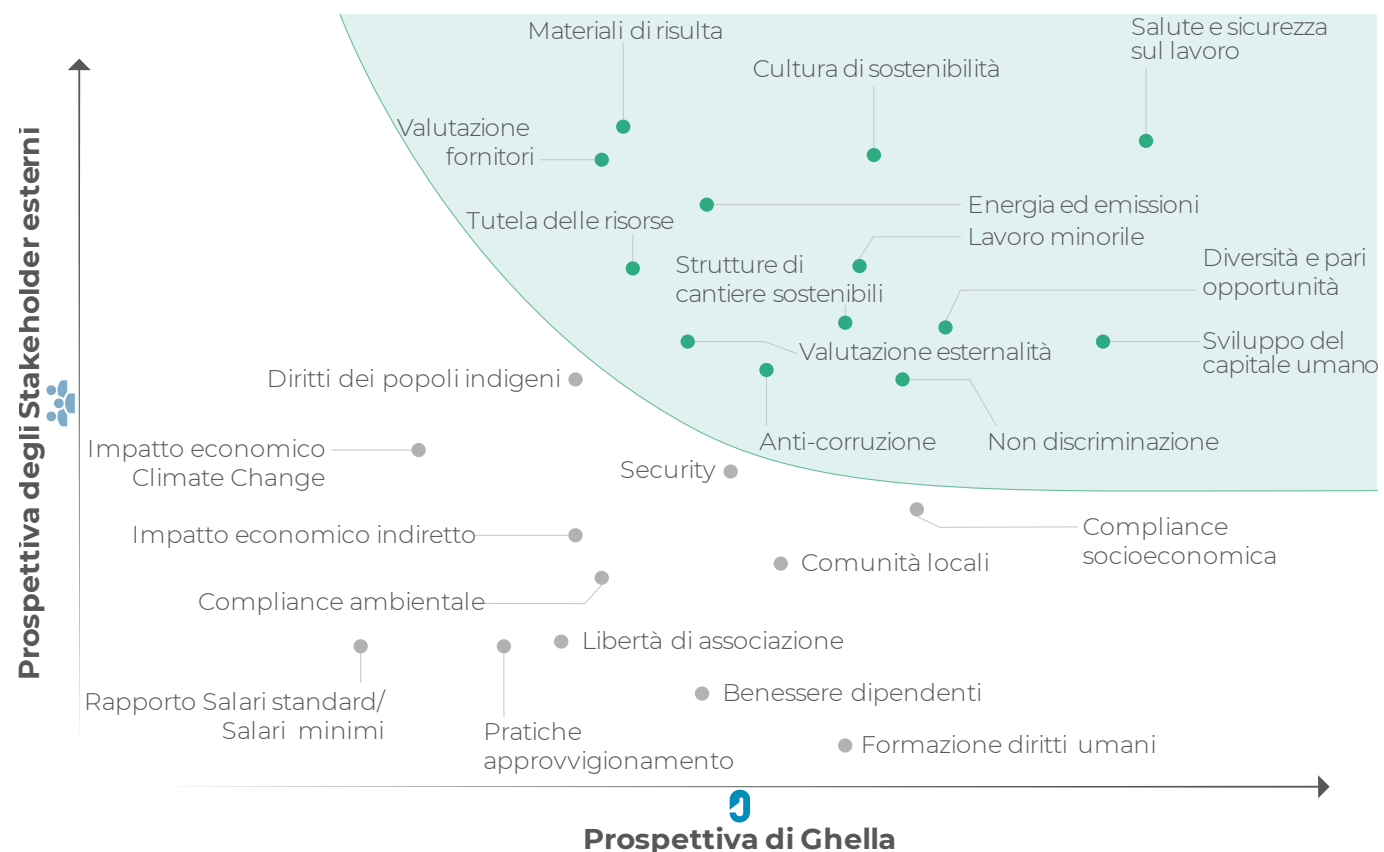 Materiali di risulta
Salute e sicurezza
sul lavoro
Cultura di sostenibilità
Valutazione
fornitori
Energia ed emissioni
Tutela delle risorse
Lavoro minorile
Strutture di
cantiere sostenibili
Diversità e pari
opportunità
Valutazione esternalità
Sviluppo del
capitale umano
Diritti dei popoli indigeni
Anti-corruzione
Non discriminazione
Impatto economico
Climate Change
Security
Impatto economico indiretto
Compliance
socioeconomica
Comunità locali
Compliance ambientale
Libertà di associazione
Rapporto Salari standard/
Salari minimi
Benessere dipendenti
Pratiche
approvvigionamento
Formazione diritti umani
Prospettiva degli Stakeholder esterni
Prospettiva di Ghella